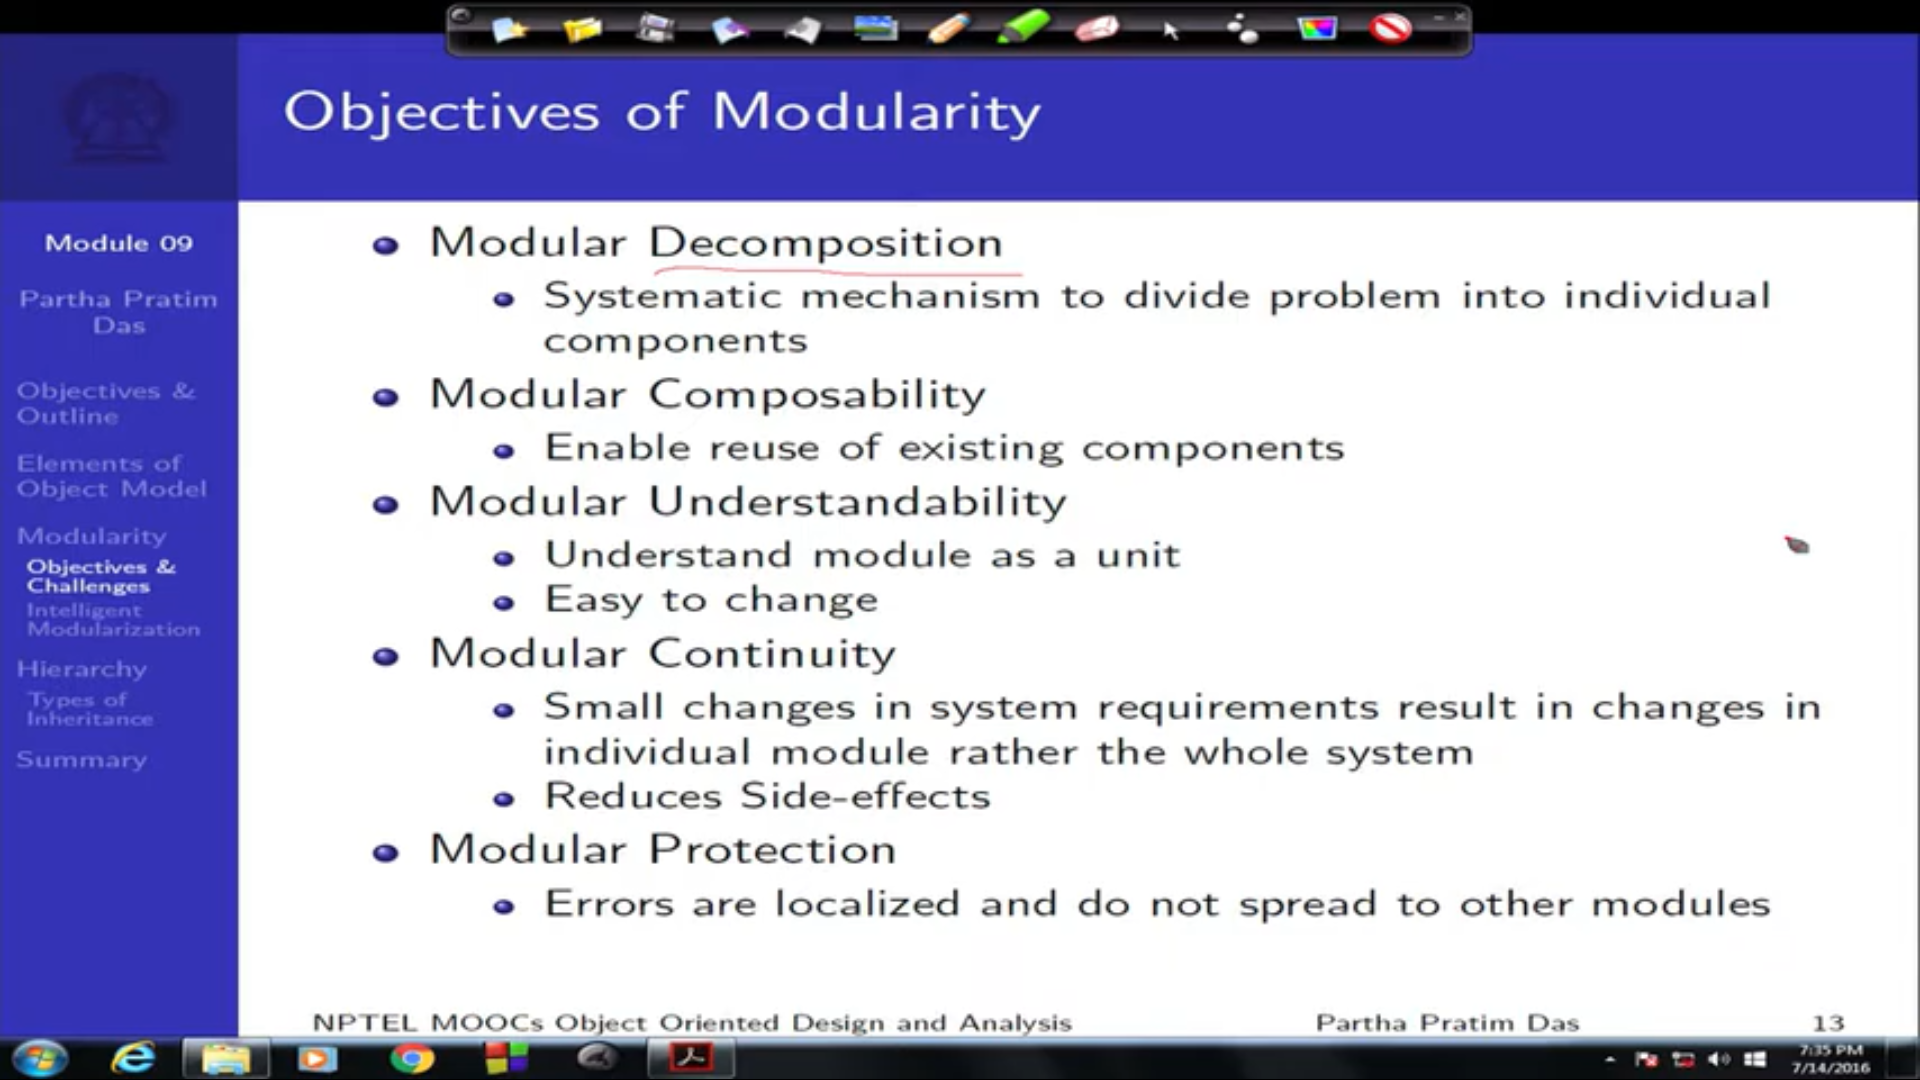 Objectives of Modularity
Module 09
Partha Pratim
Das
Objectives &
Outline
Elements of
Object Model
Modularity
Objectives &
Challenges
Intelligent
Modularization
Hierarchy
Types of
Inheritance
Summary
Modular Decomposition
Systematic mechanism to divide problem into individual
components
Modular Composability
Enable reuse of existing components
Modular Understandability
Understand module as a unit
Easy to change
Modular Continuity
Small changes in system requirements result in changes in
individual module rather the whole system
Reduces Side-effects
Modular Protection
Errors are localized and do not spread to other modules
NPTEL MOOCs Object Oriented Design and Analysis
Partha Pratim Das
13
7:35 PM
7/14/2016